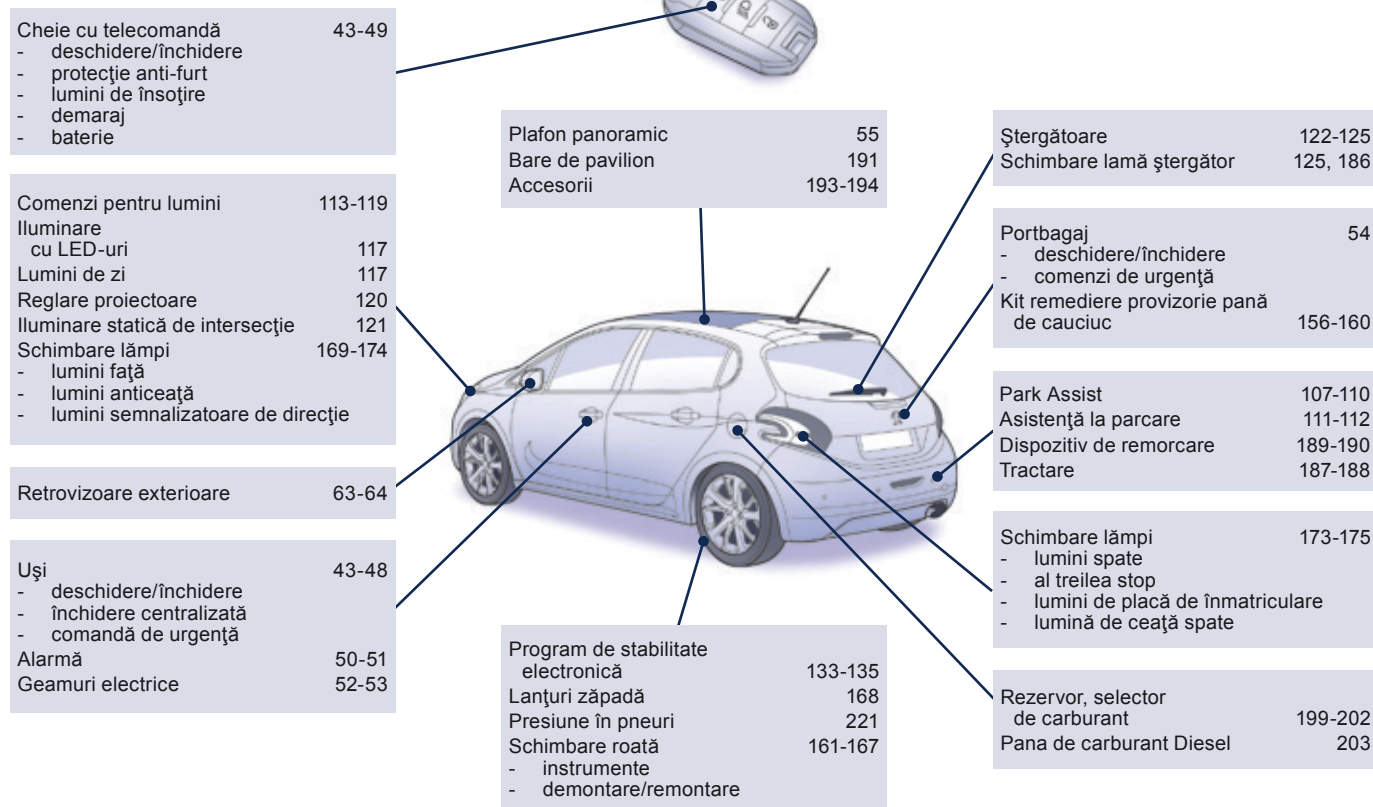 Cheie cu telecomandă 43-49
- deschidere/închidere
- protecţie anti-furt
- lumini de însoţire
- demaraj
- baterie
Comenzi pentru lumini 113-119
Iluminare
cu LED-uri 117
Lumini de zi 117
Reglare proiectoare 120
Iluminare statică de intersecţie 121
Schimbare lămpi 169-174
- lumini faţă
- lumini anticeaţă
- lumini semnalizatoare de direcţie
Retrovizoare exterioare 63-64
Uşi 43-48
- deschidere/închidere
- închidere centralizată
- comandă de urgenţă
Alarmă 50-51
Geamuri electrice 52-53
Plafon panoramic 55
Bare de pavilion 191
Accesorii 193-194
Program de stabilitate
electronică 133-135
Lanţuri zăpadă 168
Presiune în pneuri 221
Schimbare roată 161-167
- instrumente
- demontare/remontare
Ştergătoare 122-125
Schimbare lamă ştergător 125, 186
Portbagaj 54
- deschidere/închidere
- comenzi de urgenţă
Kit remediere provizorie pană
de cauciuc 156-160
Park Assist 107-110
Asistenţă la parcare 111-112
Dispozitiv de remorcare 189-190
Tractare 187-188
Schimbare lămpi 173-175
- lumini spate
- al treilea stop
- lumini de placă de înmatriculare
- lumină de ceaţă spate
Rezervor, selector
de carburant 199-202
Pana de carburant Diesel 203